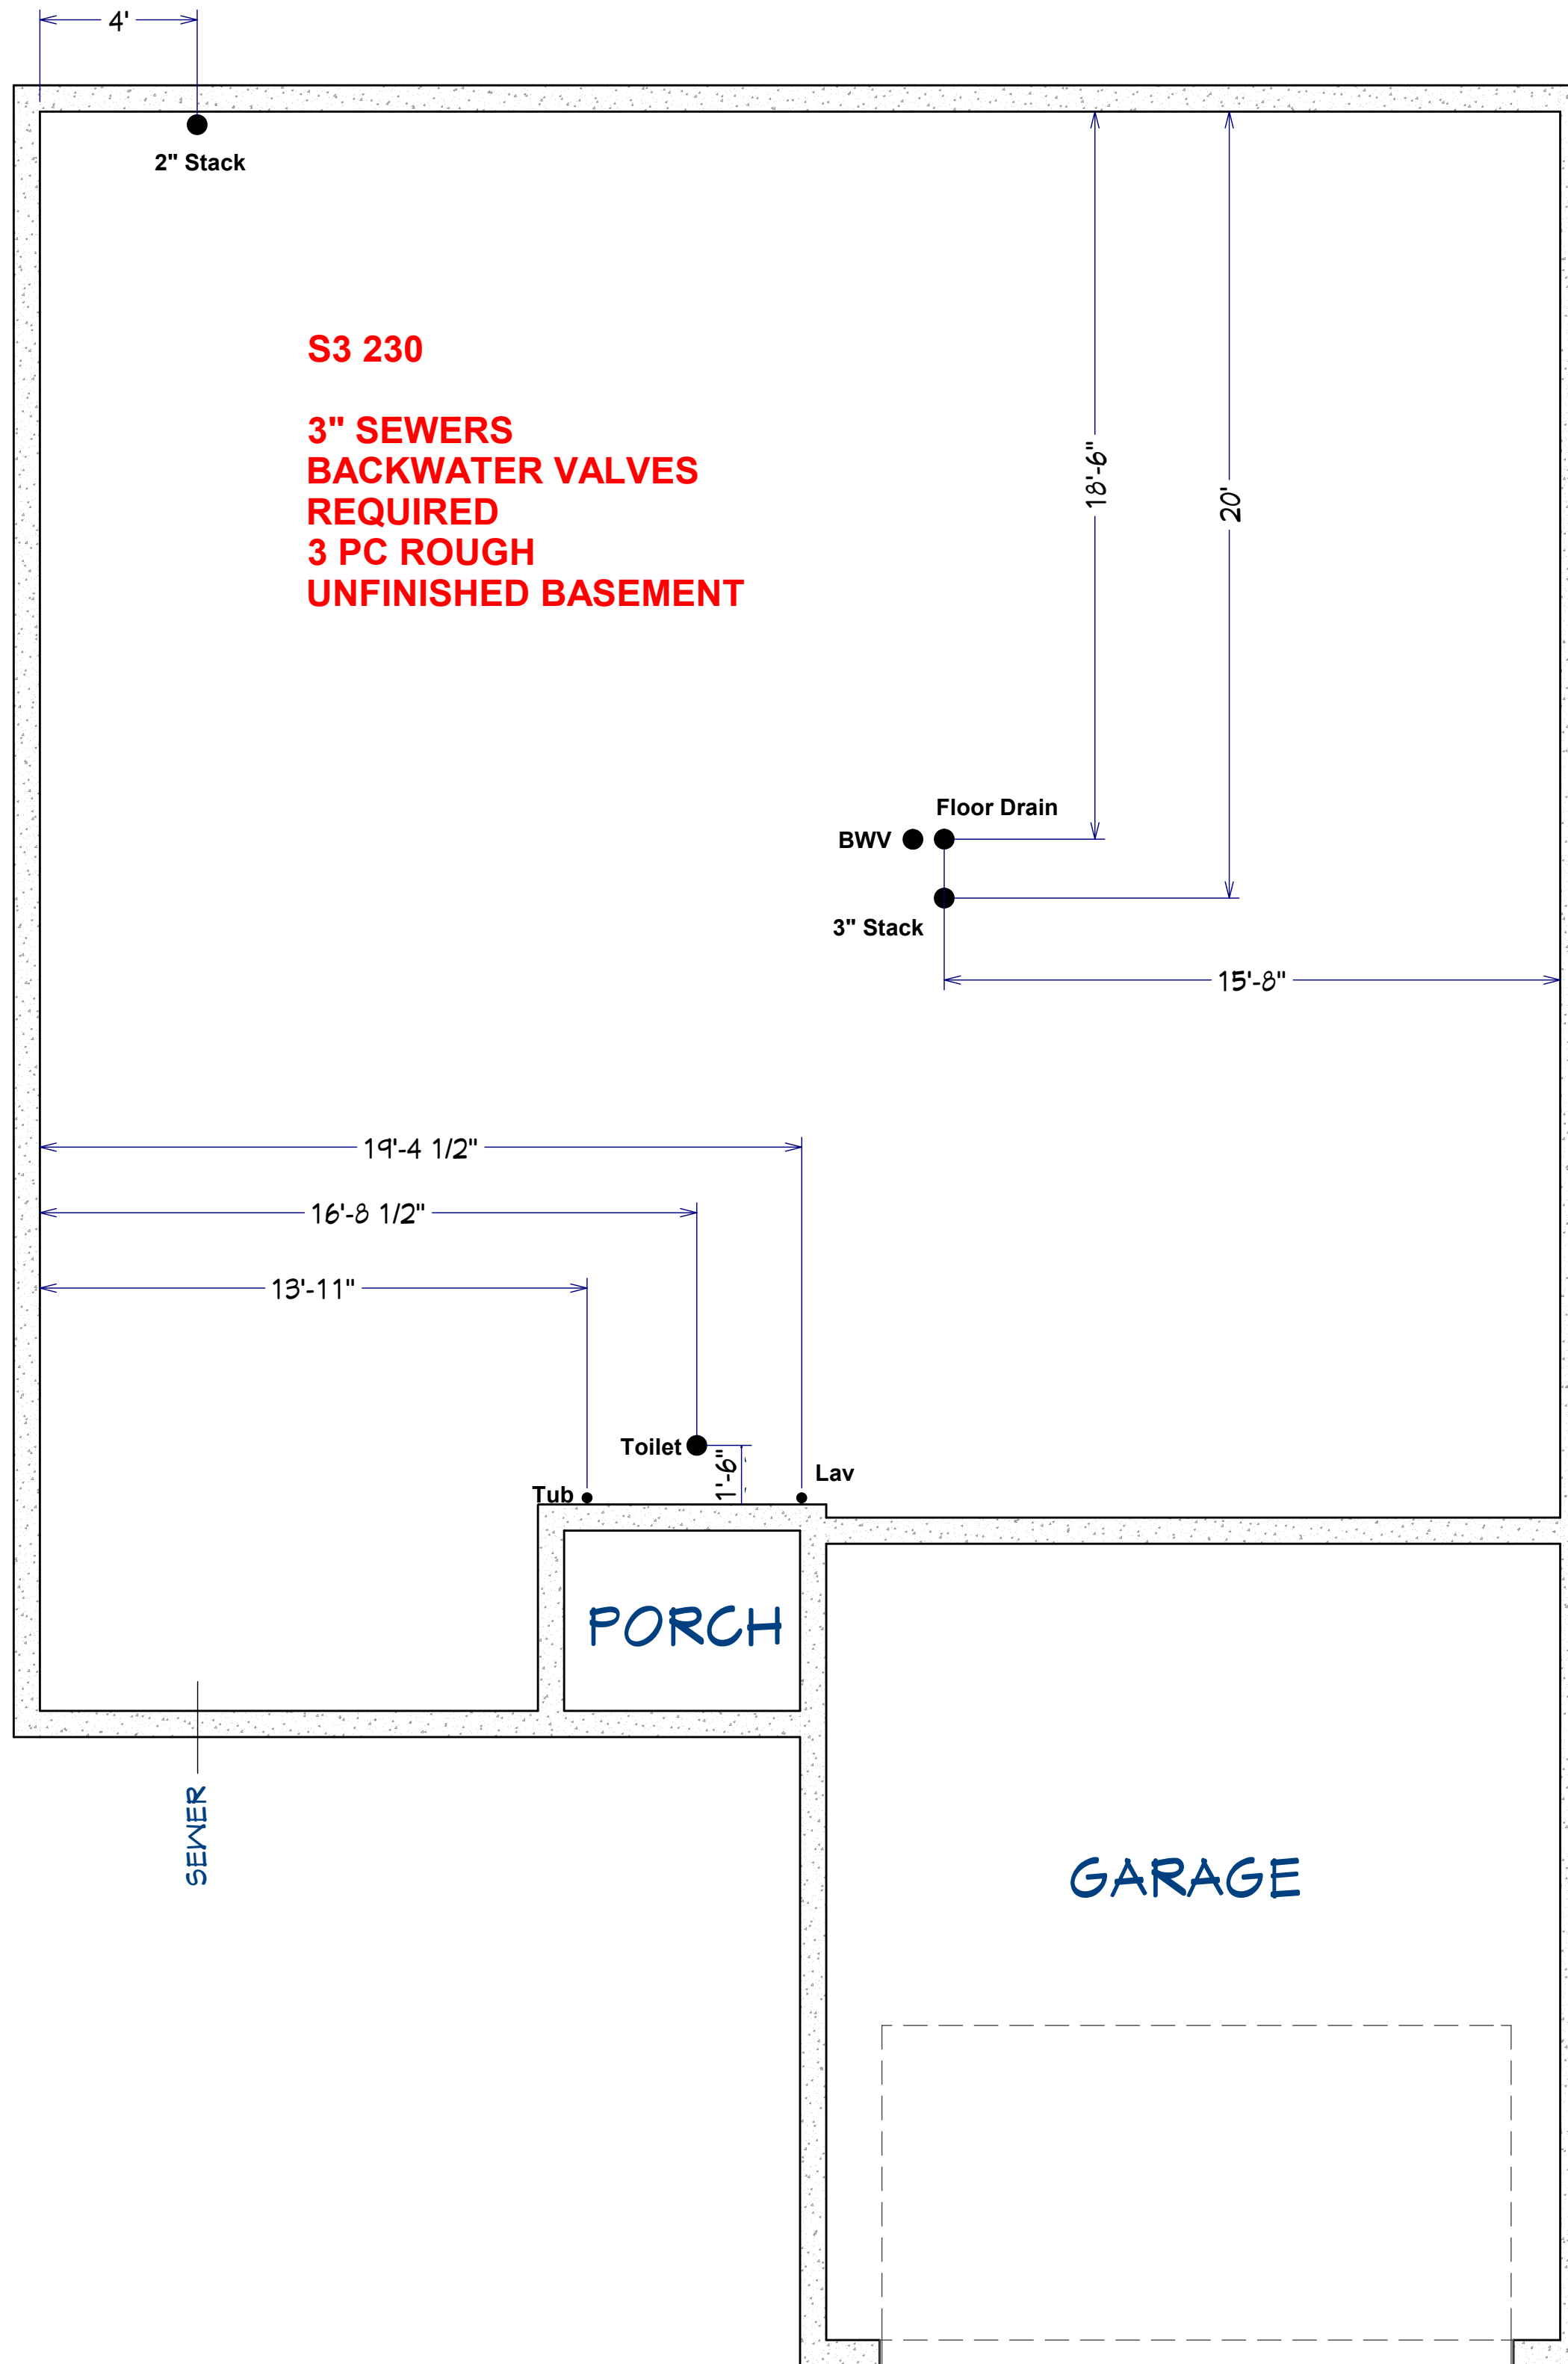 4'
2" Stack
S3 230
3" SEWERS
BACKWATER VALVES
REQUIRED
3 PC ROUGH
UNFINISHED BASEMENT
18'-6"
20'
Floor Drain
BWV
3" Stack
15'-8"
19'-4 1/2"
16'-8 1/2"
13'-11"
Toilet
1'-6"
Lav
Tub
PORCH
SEWER
GARAGE